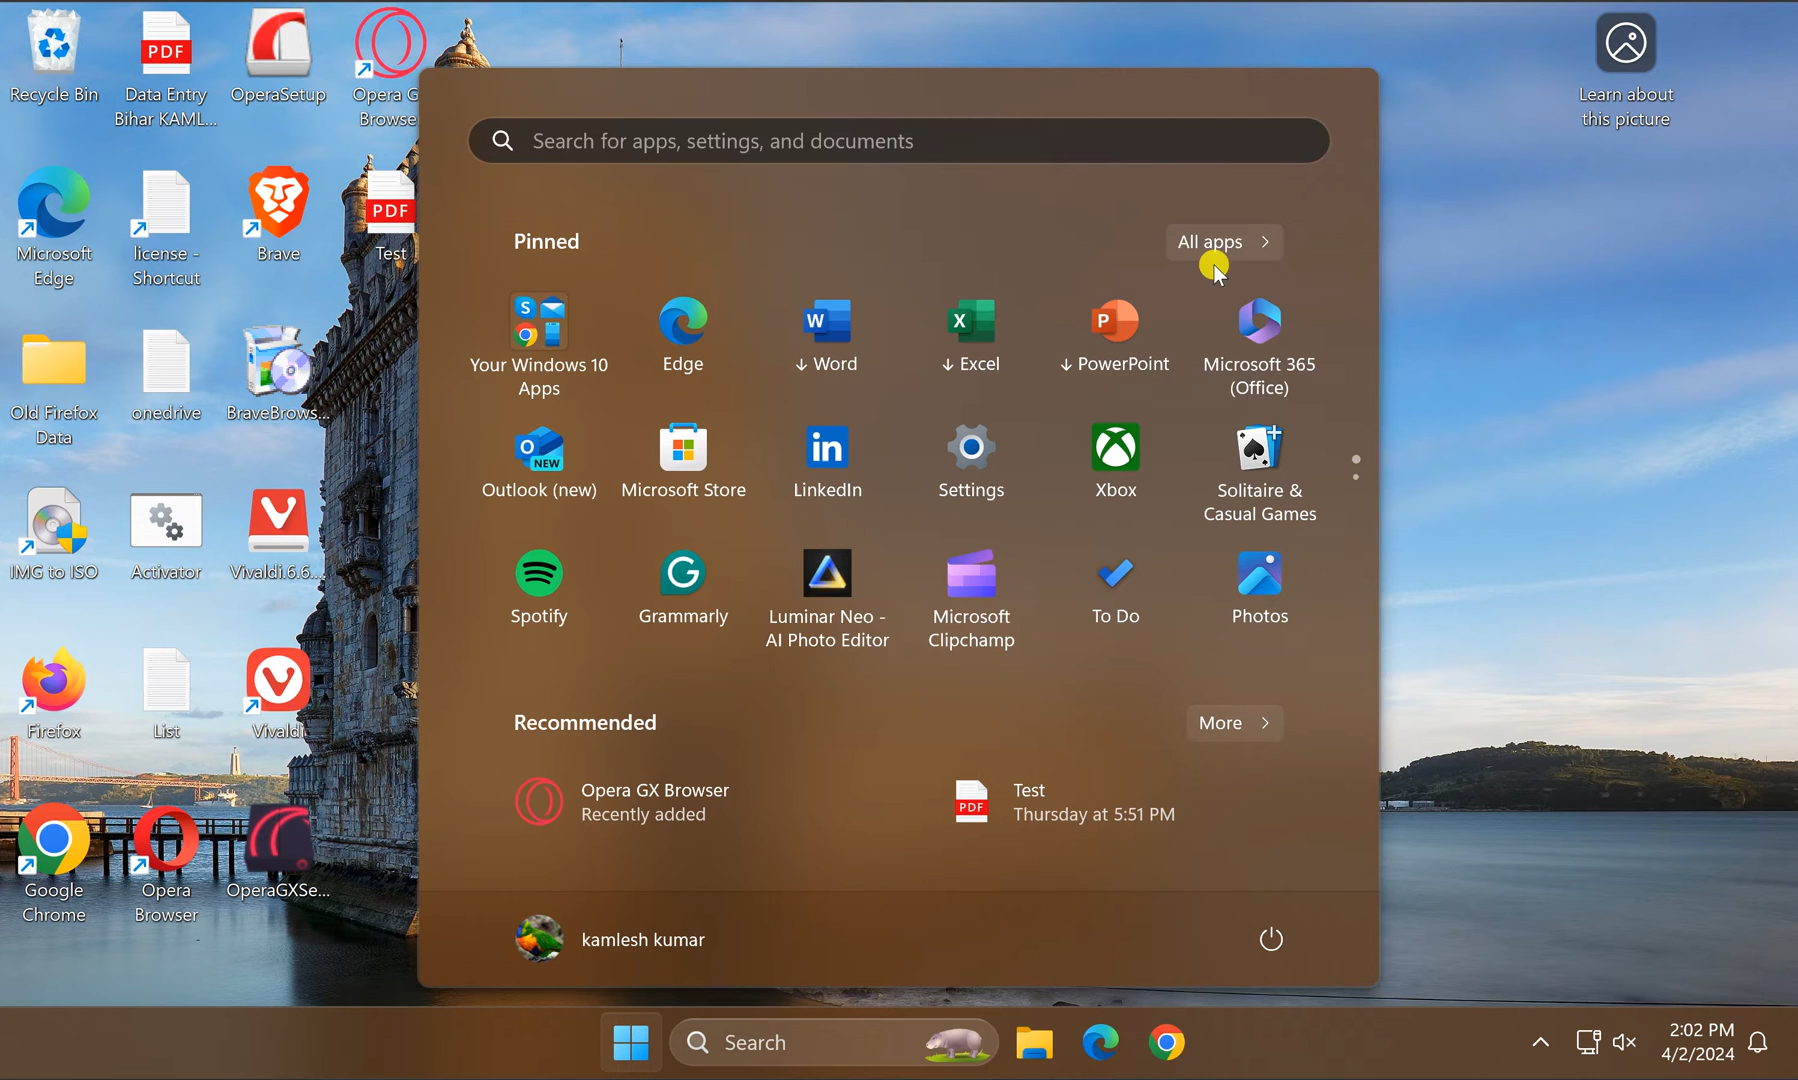 Recycle Bin
Data Entry
Bihar KAML...
OperaSetup
Opera G
Browse
PDF
Microsoft
Edge
license -
Shortcut
Brave
PDF
Test
Old Firefox
Data
onedrive
BraveBrows...
IMG to ISO
Activator
Vivaldi.6.6....
Firefox
List
Vivaldi
Google
Chrome
Opera
Browser
OperaGXSe...
Search for apps, settings, and documents
Pinned
All apps
Your Windows 10
Apps
Edge
Word
Excel
PowerPoint
Microsoft 365
(Office)
NEW
Outlook (new)
Microsoft Store
in
LinkedIn
Settings
Xbox
Solitaire &
Casual Games
Spotify
Grammarly
Luminar Neo -
AI Photo Editor
Microsoft
Clipchamp
To Do
Photos
Recommended
More
Opera GX Browser
Recently added
PDF
Test
Thursday at 5:51 PM
kamlesh kumar
Learn about
this picture
Search
2:02 PM
4/2/2024